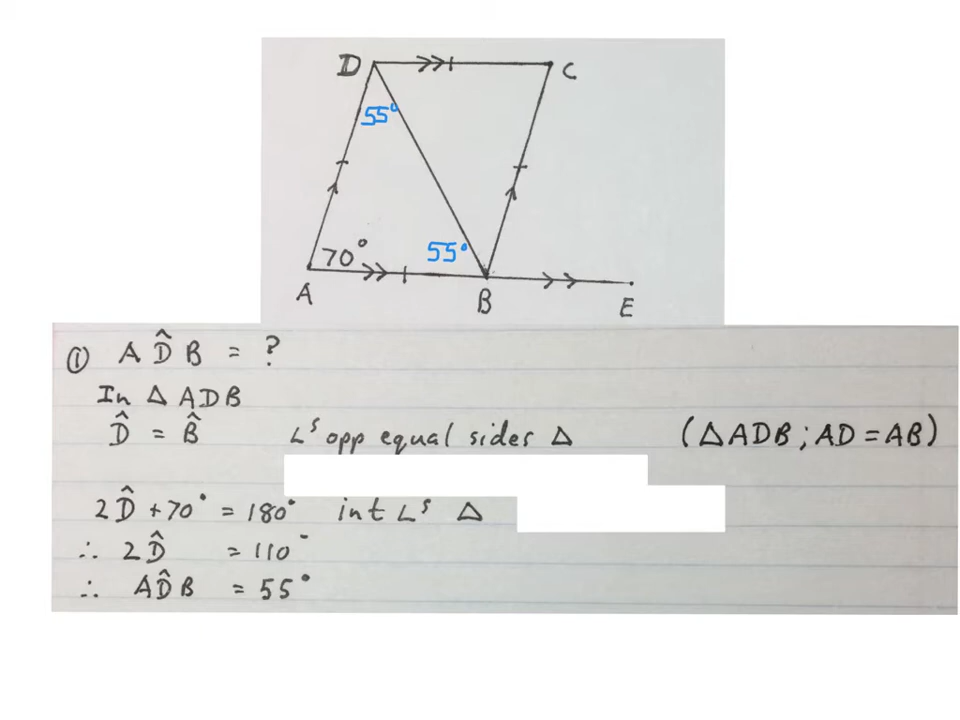 D
C
55°
70°
55°
A
B
E
① AD̂B = ?
In △ ADB
D̂ = B̂ ∠ˢ opp equal sides △ (△ADB ; AD = AB)
2D̂ + 70° = 180° int ∠ˢ △
∴ 2D̂ = 110°
∴ AD̂B = 55°